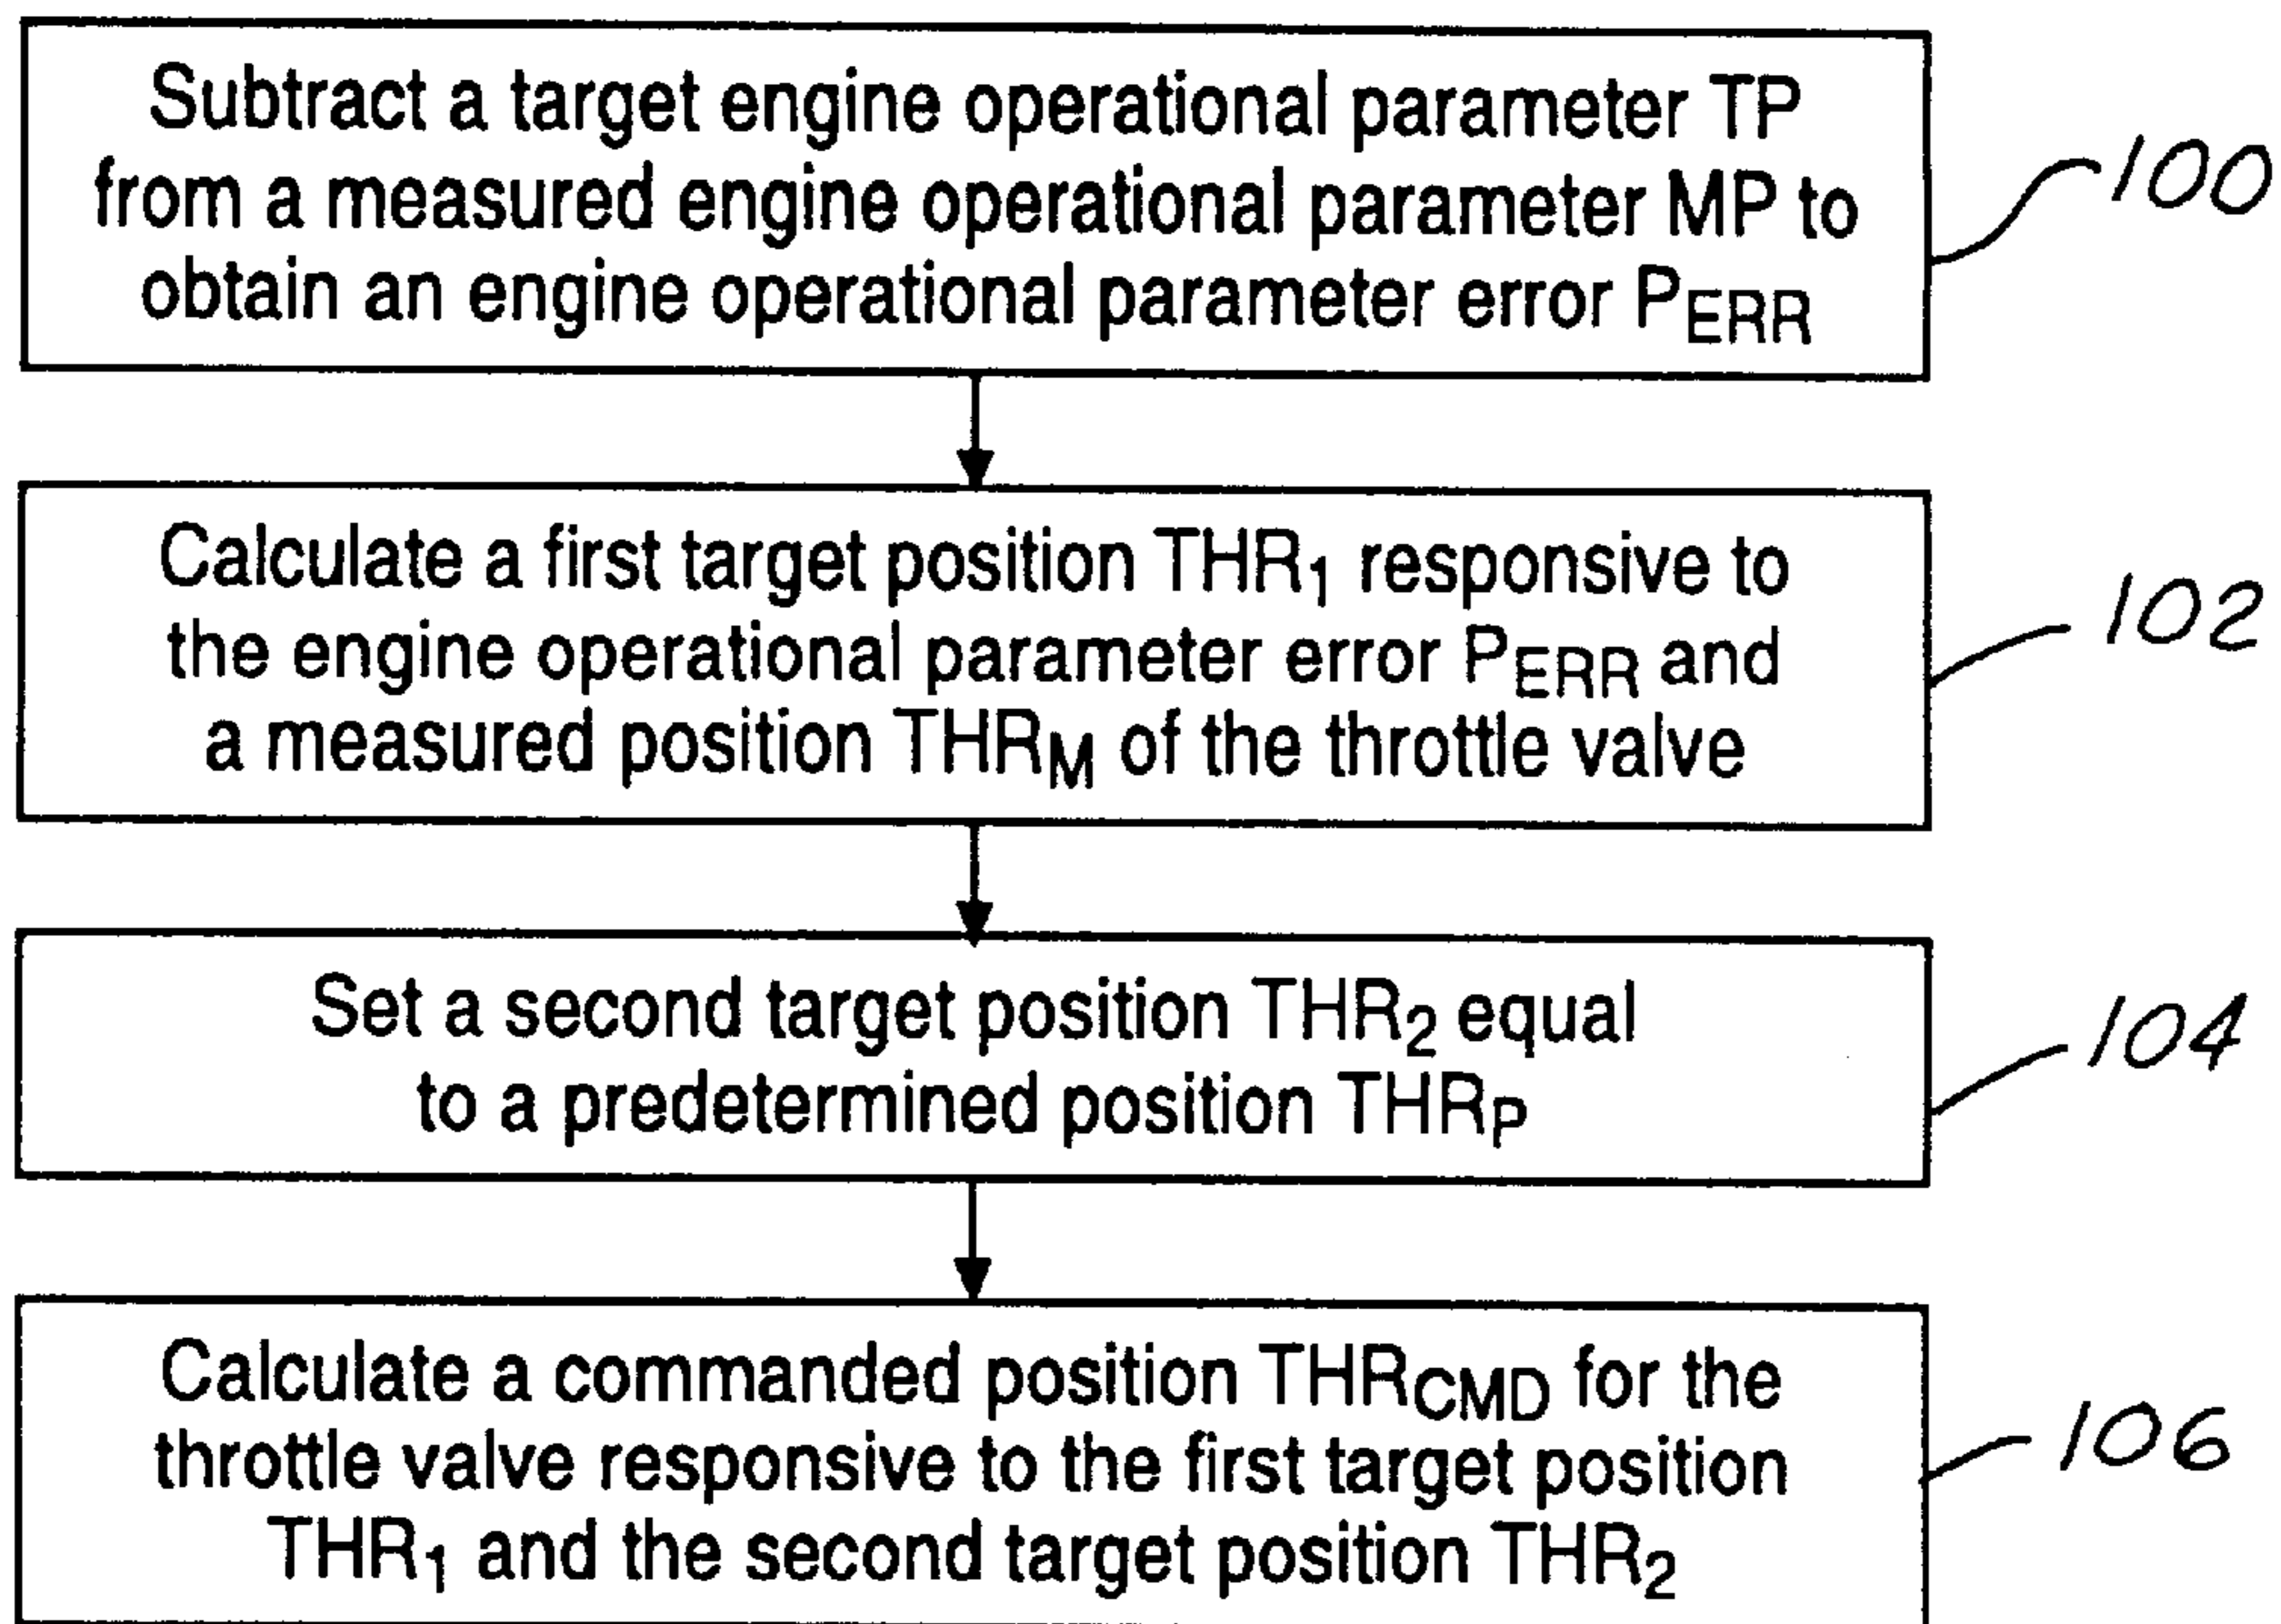 Subtract a target engine operational parameter TP
from a measured engine operational parameter MP to
obtain an engine operational parameter error PERR
100
Calculate a first target position THR1 responsive to
the engine operational parameter error PERR and
a measured position THRM of the throttle valve
102
Set a second target position THR2 equal
to a predetermined position THRP
104
Calculate a commanded position THRCMD for the
throttle valve responsive to the first target position
THR1 and the second target position THR2
106